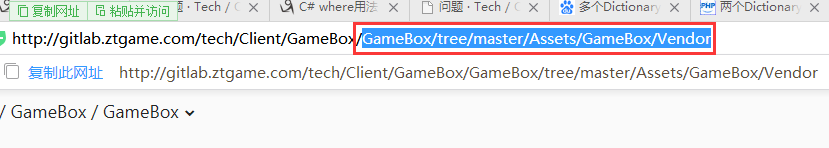 复制网址 粘贴并访问 问题 · Tech / C C# where用法 问题 · Tech / C 多个Dictionary 两个Dictionary
http://gitlab.ztgame.com/tech/Client/GameBox/GameBox/tree/master/Assets/GameBox/Vendor
复制此网址 http://gitlab.ztgame.com/tech/Client/GameBox/GameBox/tree/master/Assets/GameBox/Vendor
/ GameBox / GameBox